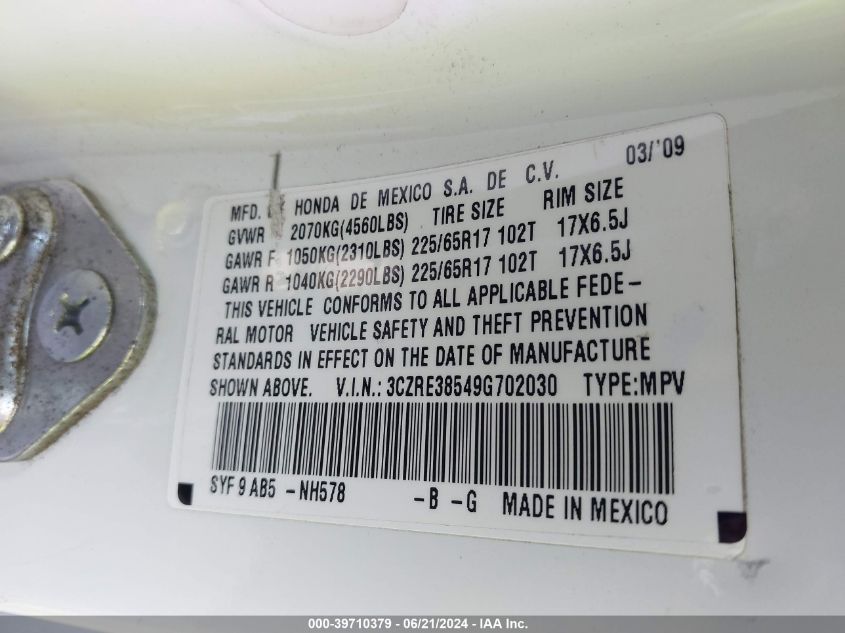 MFD. BY HONDA DE MEXICO S.A. DE C.V. 03/'09
GVWR 2070KG(4560LBS) TIRE SIZE RIM SIZE
GAWR F 1050KG(2310LBS) 225/65R17 102T 17X6.5J
GAWR R 1040KG(2290LBS) 225/65R17 102T 17X6.5J
THIS VEHICLE CONFORMS TO ALL APPLICABLE FEDE-
RAL MOTOR VEHICLE SAFETY AND THEFT PREVENTION
STANDARDS IN EFFECT ON THE DATE OF MANUFACTURE
SHOWN ABOVE. V.I.N.: 3CZRE38549G702030 TYPE:MPV
SYF 9 AB5 -NH578 -B -G MADE IN MEXICO
000-39710379 - 06/21/2024 - IAA Inc.